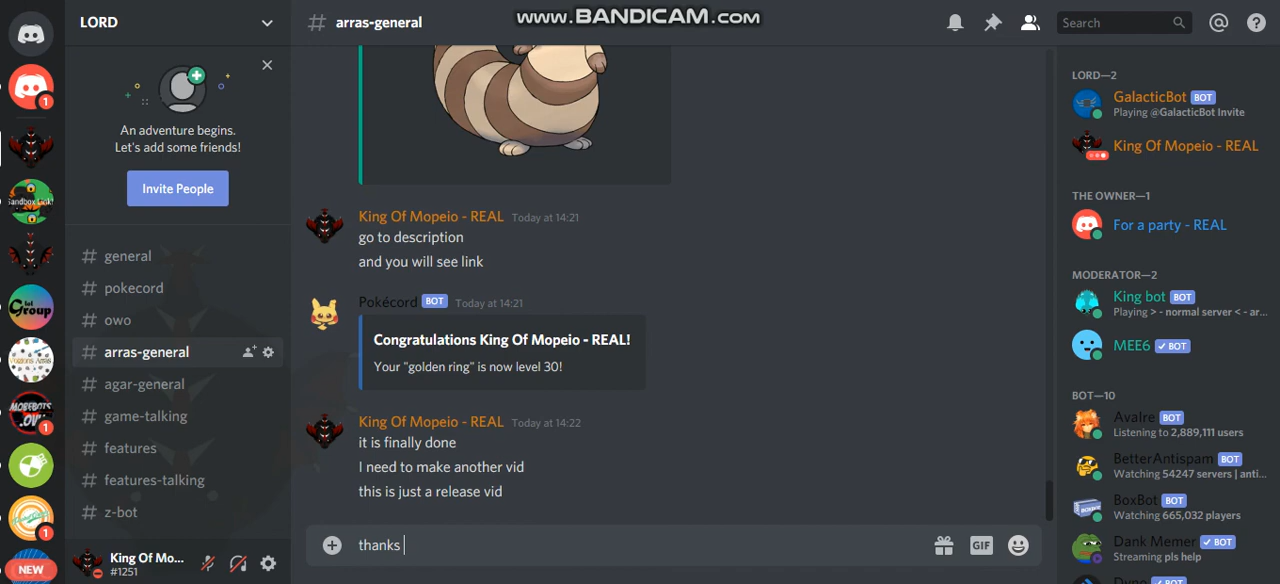 LORD
# arras-general
www.BANDICAM.com
Search
1
An adventure begins.
Let's add some friends!
Invite People
# general
# pokecord
# owo
# arras-general
# agar-general
# game-talking
# features
# features-talking
# z-bot
Group
1
1
NEW
King Of Mo...
#1251
King Of Mopeio - REAL Today at 14:21
go to description
and you will see link
Pokécord BOT Today at 14:21
Congratulations King Of Mopeio - REAL!
Your "golden ring" is now level 30!
King Of Mopeio - REAL Today at 14:22
it is finally done
I need to make another vid
this is just a release vid
thanks
GIF
LORD—2
GalacticBot BOT
Playing @GalacticBot Invite
King Of Mopeio - REAL
THE OWNER—1
For a party - REAL
MODERATOR—2
King bot BOT
Playing > - normal server < - ar...
MEE6 BOT
BOT—10
Avaire BOT
Listening to 2,889,111 users
BetterAntispam BOT
Watching 54247 servers | anti...
BoxBot BOT
Watching 665,032 players
Dank Memer BOT
Streaming pls help